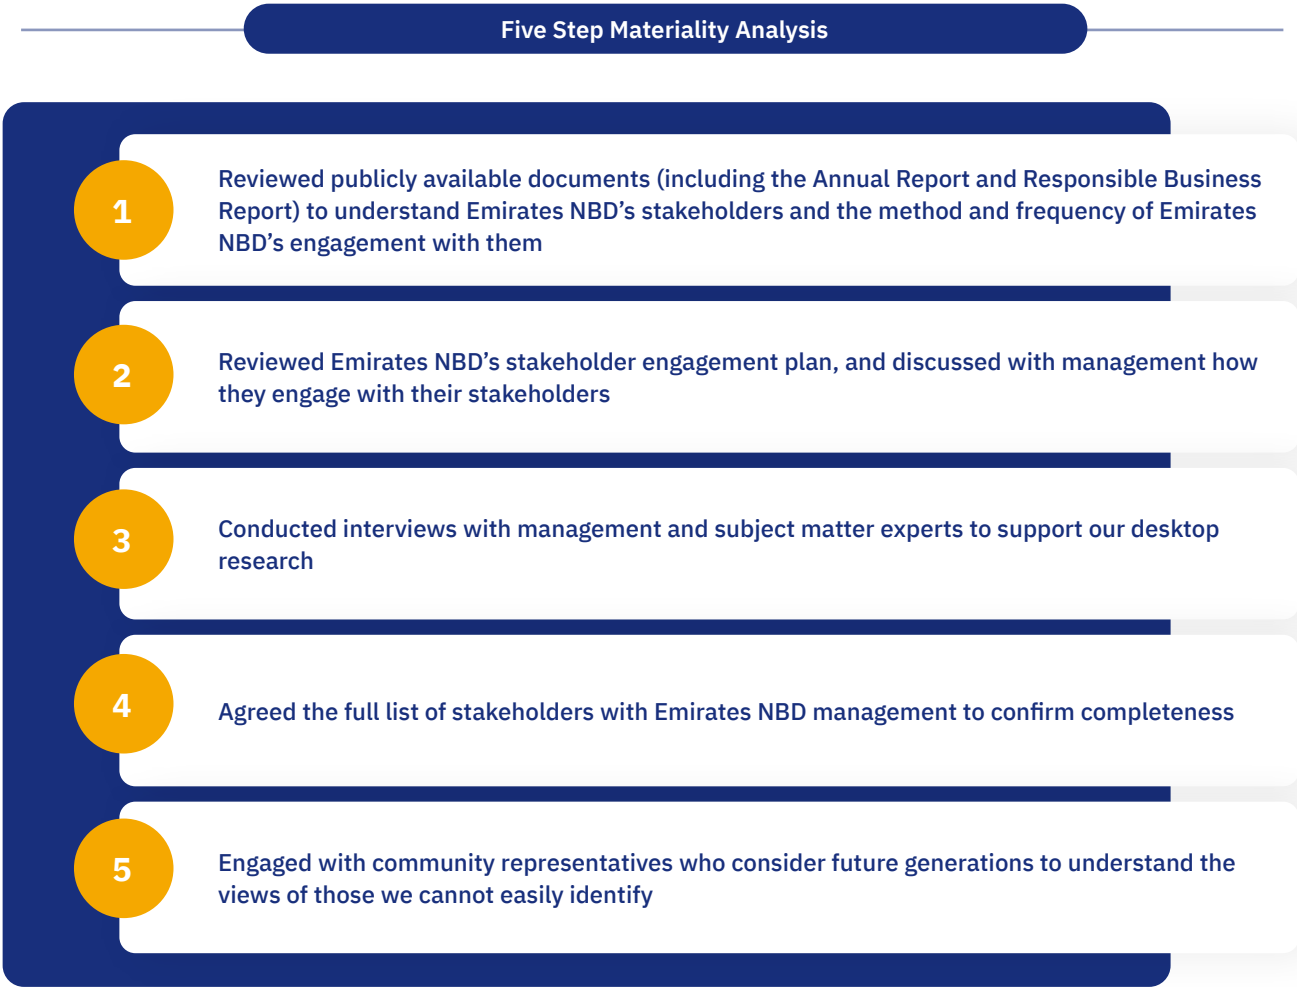 Five Step Materiality Analysis
1
Reviewed publicly available documents (including the Annual Report and Responsible Business
Report) to understand Emirates NBD’s stakeholders and the method and frequency of Emirates
NBD’s engagement with them
2
Reviewed Emirates NBD’s stakeholder engagement plan, and discussed with management how
they engage with their stakeholders
3
Conducted interviews with management and subject matter experts to support our desktop
research
4
Agreed the full list of stakeholders with Emirates NBD management to confirm completeness
5
Engaged with community representatives who consider future generations to understand the
views of those we cannot easily identify